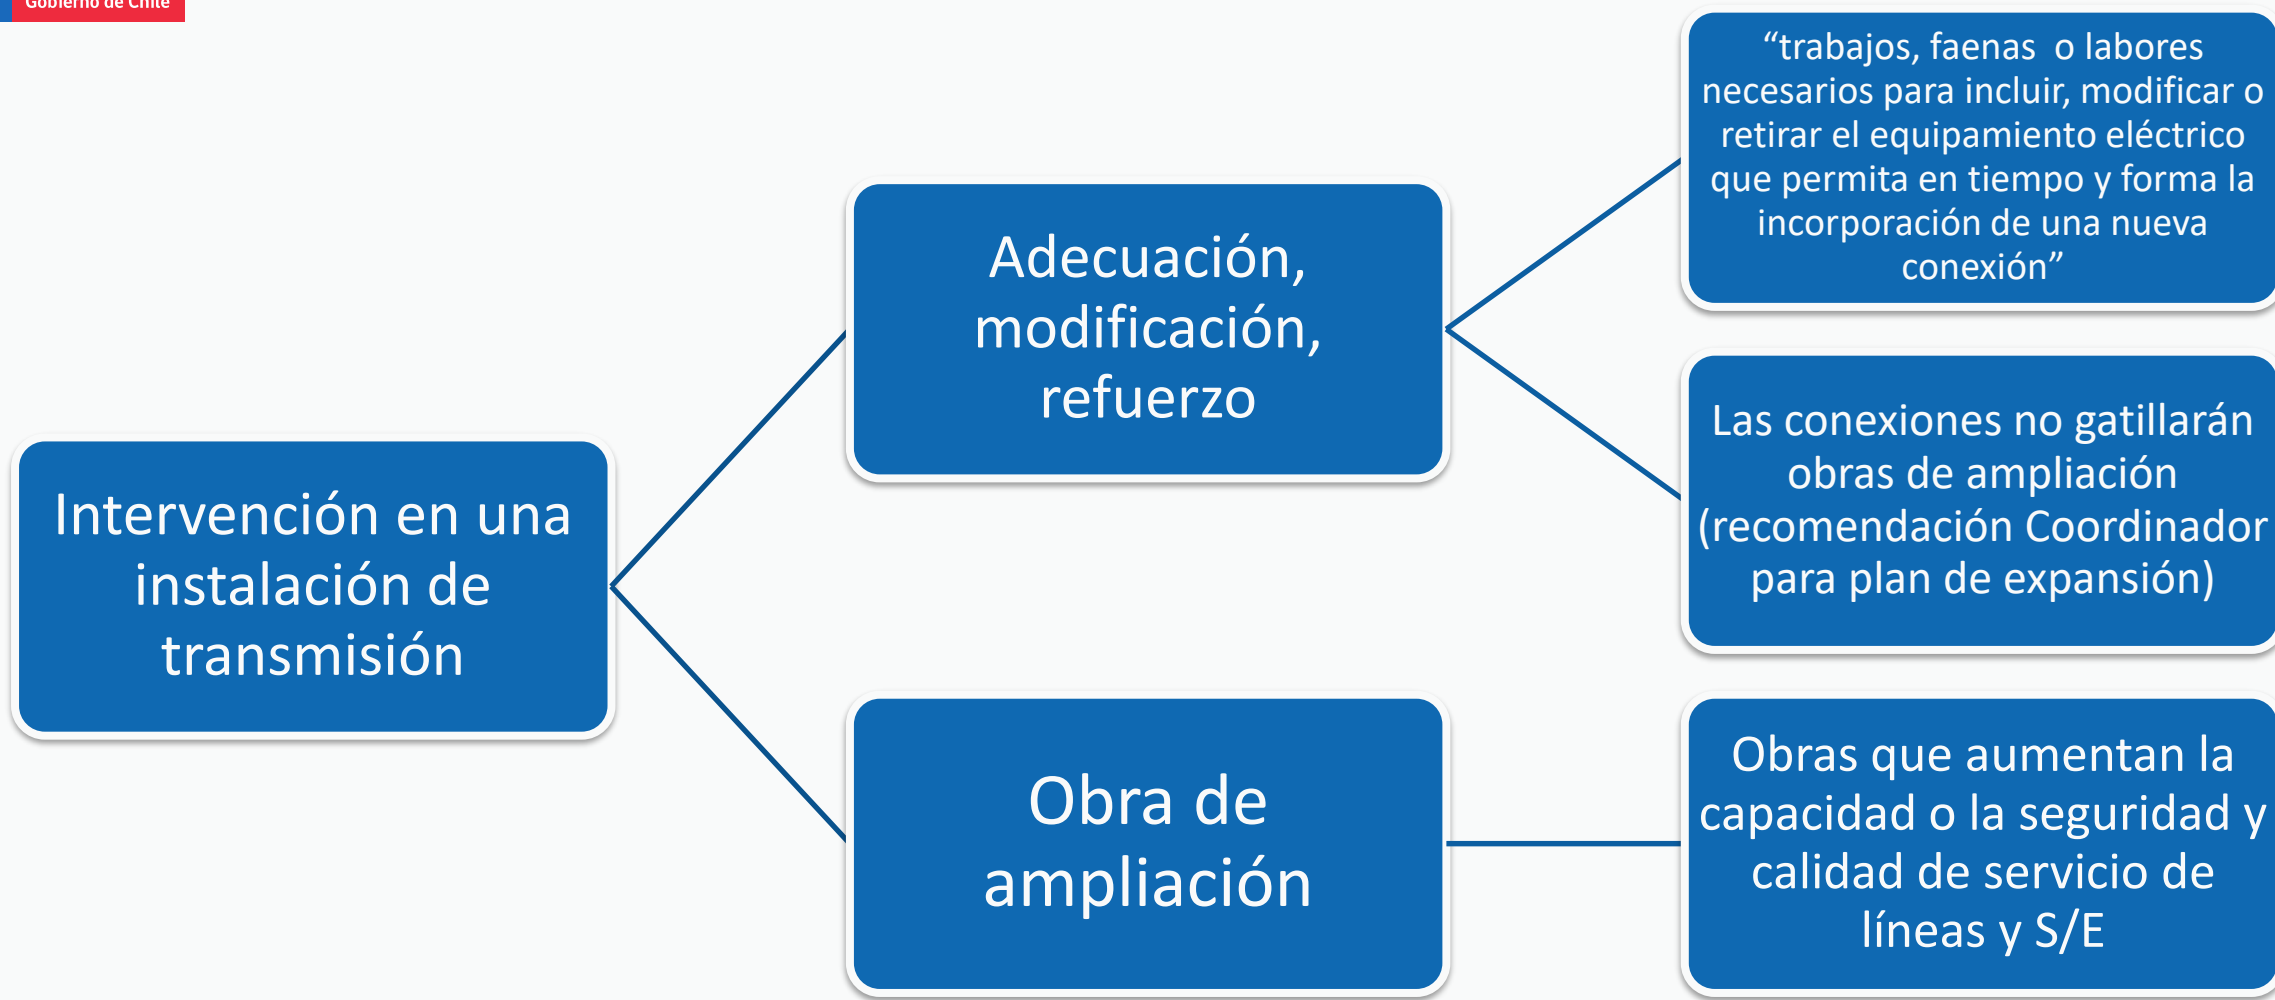 Gobierno de Chile
Intervención en una
instalación de
transmisión
Adecuación,
modificación,
refuerzo
“trabajos, faenas o labores
necesarios para incluir, modificar o
retirar el equipamiento eléctrico
que permita en tiempo y forma la
incorporación de una nueva
conexión”
Las conexiones no gatillarán
obras de ampliación
(recomendación Coordinador
para plan de expansión)
Obra de
ampliación
Obras que aumentan la
capacidad o la seguridad y
calidad de servicio de
líneas y S/E